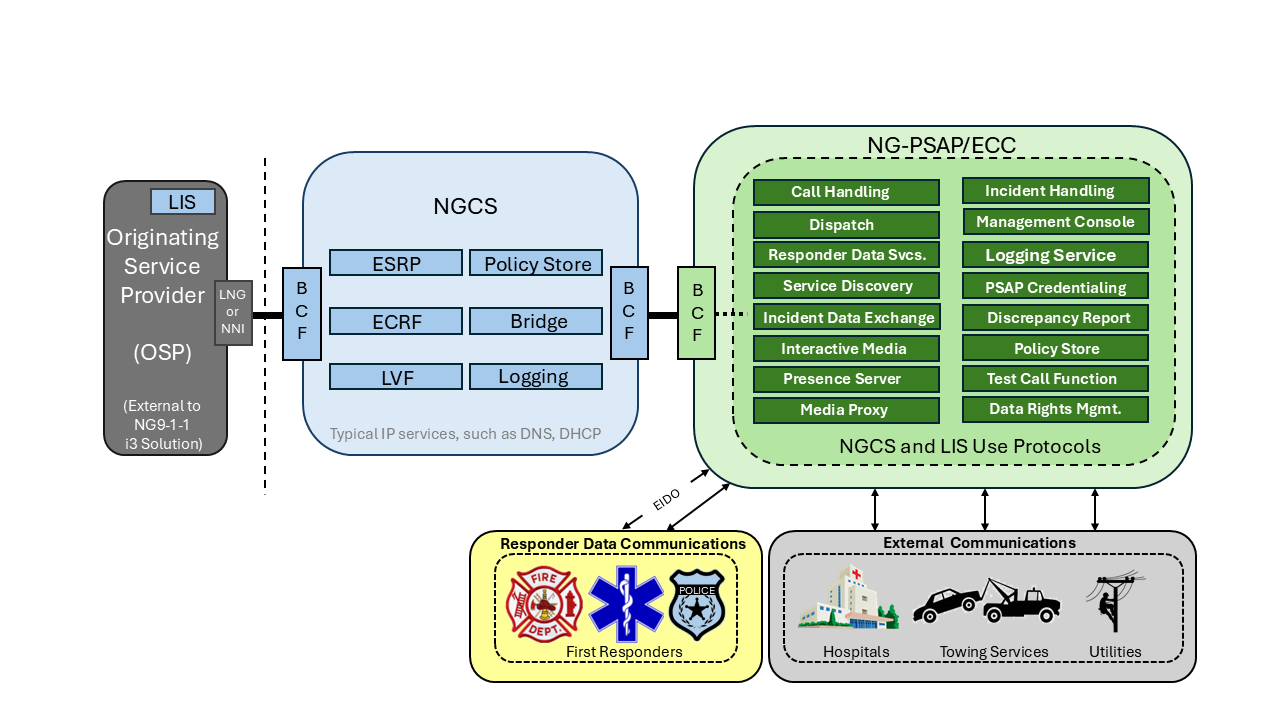 LIS
Originating
Service
Provider
(OSP)
(External to
NG9-1-1
i3 Solution)
LNG
or
NNI
B
C
F
NGCS
ESRP
Policy Store
ECRF
Bridge
LVF
Logging
Typical IP services, such as DNS, DHCP
B
C
F
B
C
F
NG-PSAP/ECC
Call Handling
Incident Handling
Dispatch
Management Console
Responder Data Svcs.
Logging Service
Service Discovery
PSAP Credentialing
Incident Data Exchange
Discrepancy Report
Interactive Media
Policy Store
Presence Server
Test Call Function
Media Proxy
Data Rights Mgmt.
NGCS and LIS Use Protocols
EIDO
Responder Data Communications
FIRE
DEPT.
POLICE
First Responders
External Communications
Hospitals
Towing Services
Utilities